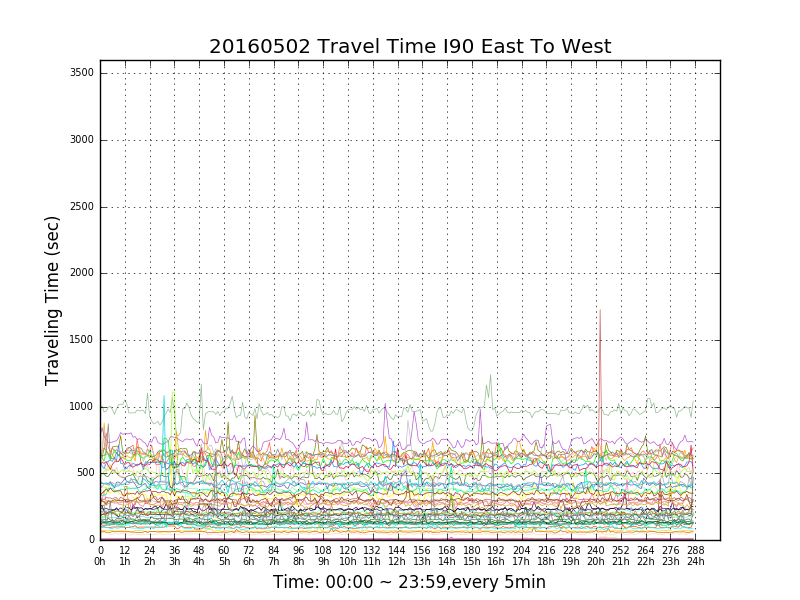 20160502 Travel Time I90 East To West
3500
3000
2500
2000
1500
1000
500
0
Traveling Time (sec)
0 12 24 36 48 60 72 84 96 108 120 132 144 156 168 180 192 204 216 228 240 252 264 276 288
0h 1h 2h 3h 4h 5h 6h 7h 8h 9h 10h 11h 12h 13h 14h 15h 16h 17h 18h 19h 20h 21h 22h 23h 24h
Time: 00:00 ~ 23:59,every 5min